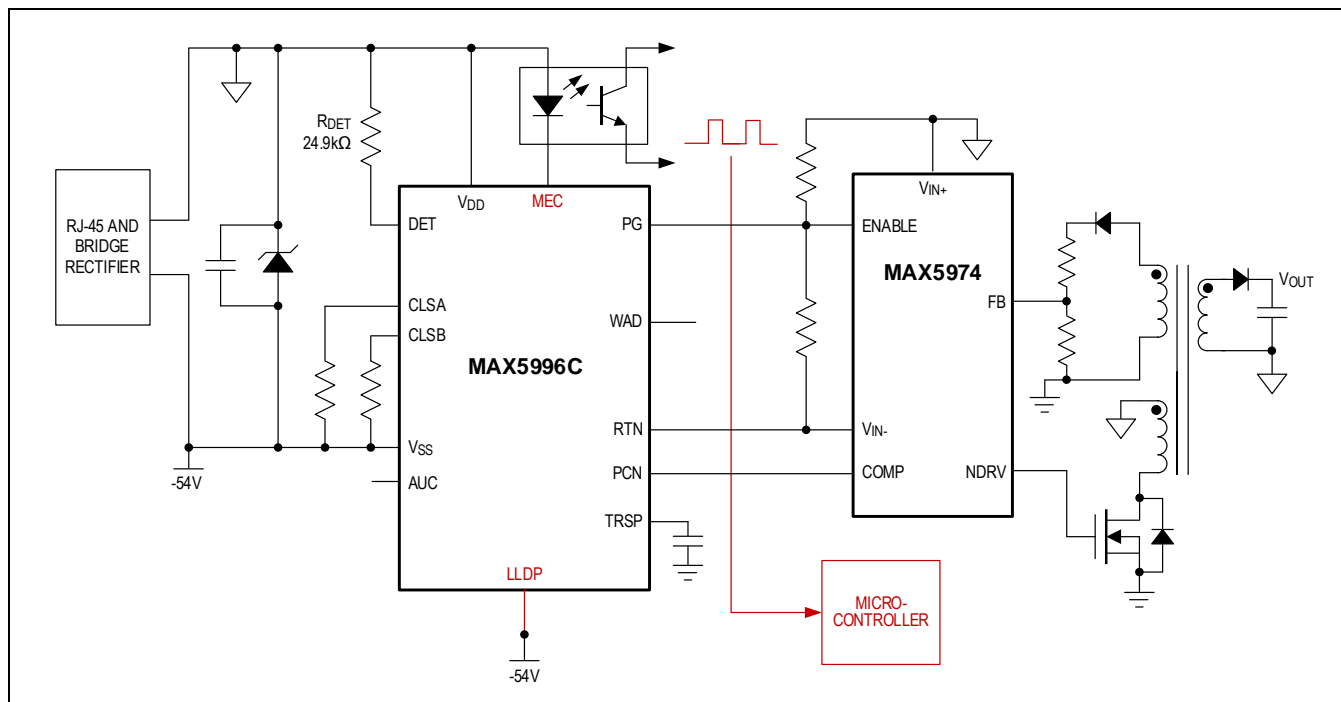 RJ-45 AND
BRIDGE
RECTIFIER
RDET
24.9kΩ
-54V
VDD
MEC
DET
CLSA
CLSB
MAX5996C
VSS
AUC
LLDP
PG
WAD
RTN
PCN
TRSP
-54V
VIN+
ENABLE
MAX5974
FB
VIN-
COMP
NDRV
VOUT
MICRO-
CONTROLLER